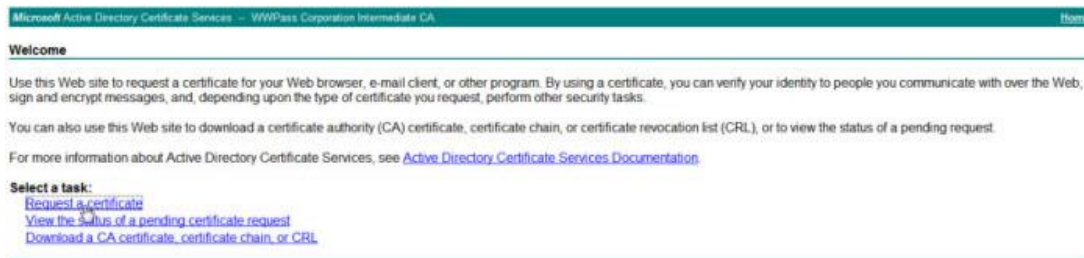 Microsoft Active Directory Certificate Services -- WWPass Corporation Intermediate CA
Welcome
Use this Web site to request a certificate for your Web browser, e-mail client, or other program. By using a certificate, you can verify your identity to people you communicate with over the Web,
sign and encrypt messages, and, depending upon the type of certificate you request, perform other security tasks.
You can also use this Web site to download a certificate authority (CA) certificate, certificate chain, or certificate revocation list (CRL), or to view the status of a pending request.
For more information about Active Directory Certificate Services, see Active Directory Certificate Services Documentation.
Select a task:
Request a certificate
View the status of a pending certificate request
Download a CA certificate, certificate chain, or CRL